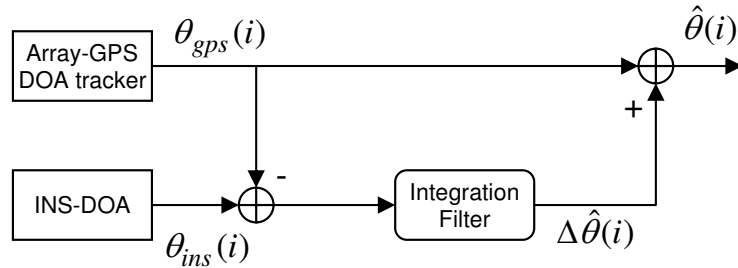 Array-GPS
DOA tracker
θ_gps(i)
θ̂(i)
+
-
INS-DOA
θ_ins(i)
Integration
Filter
Δθ̂(i)